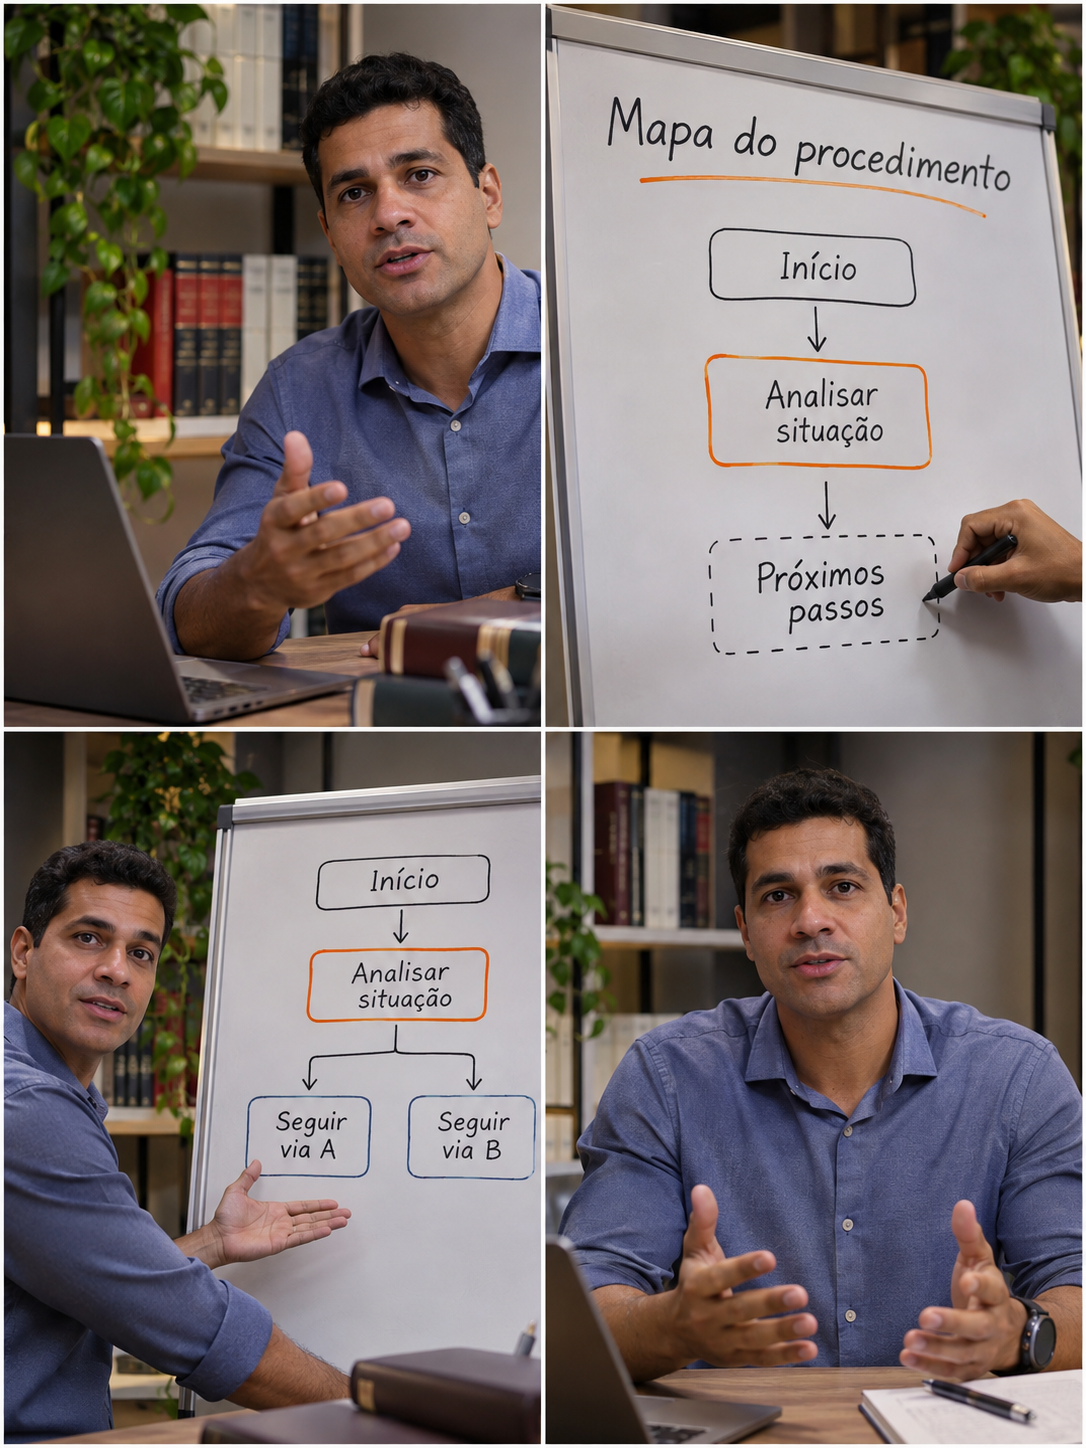 Mapa do procedimento
Início
Analisar
situação
Próximos
passos
Início
Analisar
situação
Seguir
via A
Seguir
via B